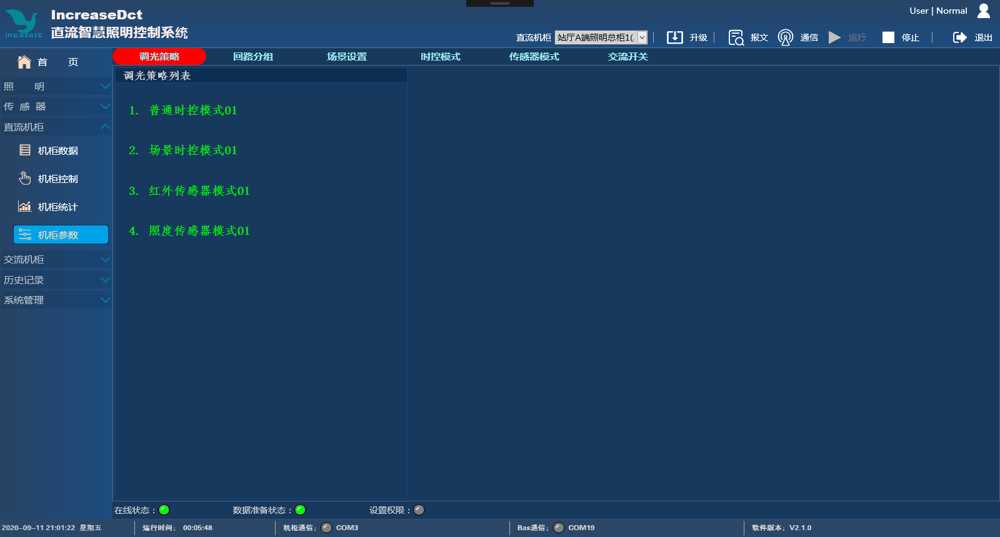 IncreaseDct
直流智慧照明控制系统
INCREASE
User | Normal
直流机柜 站厅A端照明总柜1(. 升级 报文 通信 运行 停止 退出
首 页
照 明
传 感 器
直流机柜
机柜数据
机柜控制
机柜统计
机柜参数
交流机柜
历史记录
系统管理
调光策略 回路分组 场景设置 时控模式 传感器模式 交流开关
调光策略列表
1. 普通时控模式01
2. 场景时控模式01
3. 红外传感器模式01
4. 照度传感器模式01
在线状态： 数据准备状态： 设置权限：
2020-09-11 21:01:22 星期五 运行时间： 00:05:48 机柜通信： COM3 Bas通信： COM19 软件版本：V2.1.0